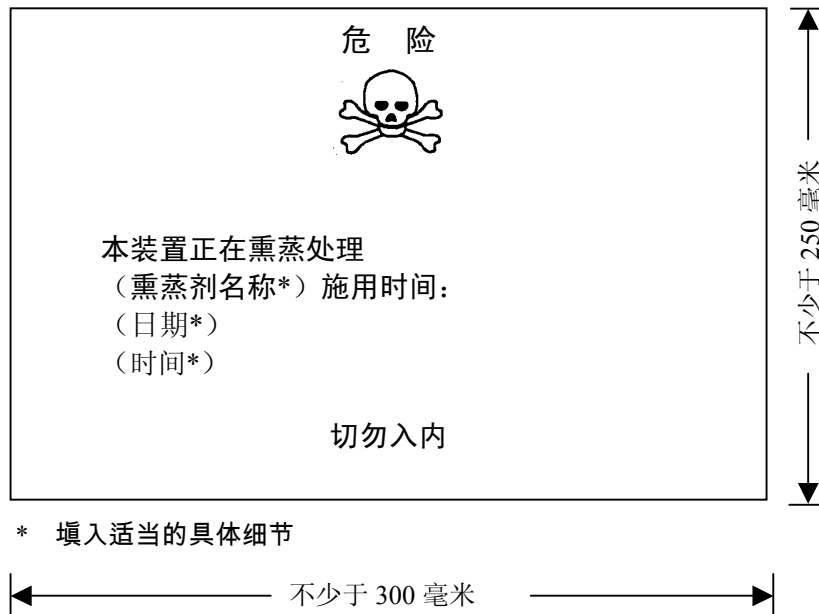 危 险
本装置正在熏蒸处理
（熏蒸剂名称*）施用时间：
（日期*）
（时间*）
切勿入内
不少于 250 毫米
* 填入适当的具体细节
不少于 300 毫米